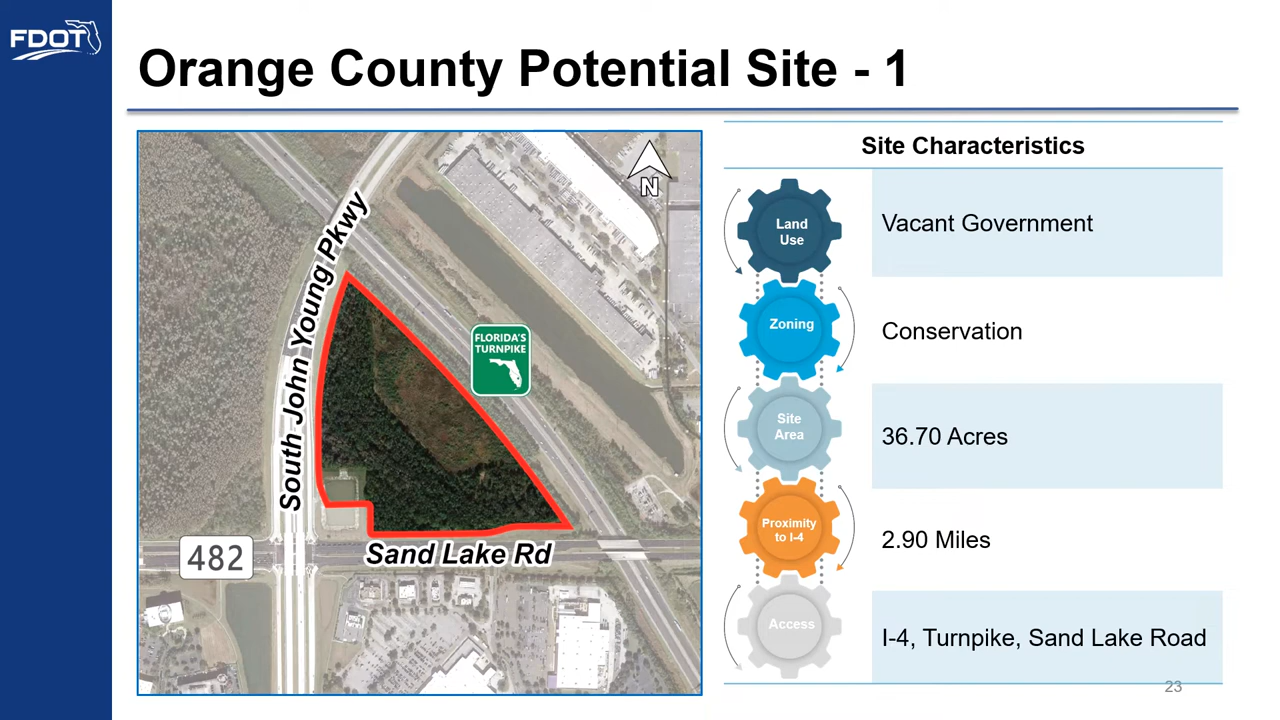 FDOT
Orange County Potential Site - 1
N
South John Young Pkwy
FLORIDA'S
TURNPIKE
482
Sand Lake Rd
Site Characteristics
Land
Use
Vacant Government
Zoning
Conservation
Site
Area
36.70 Acres
Proximity
to I-4
2.90 Miles
Access
I-4, Turnpike, Sand Lake Road
23